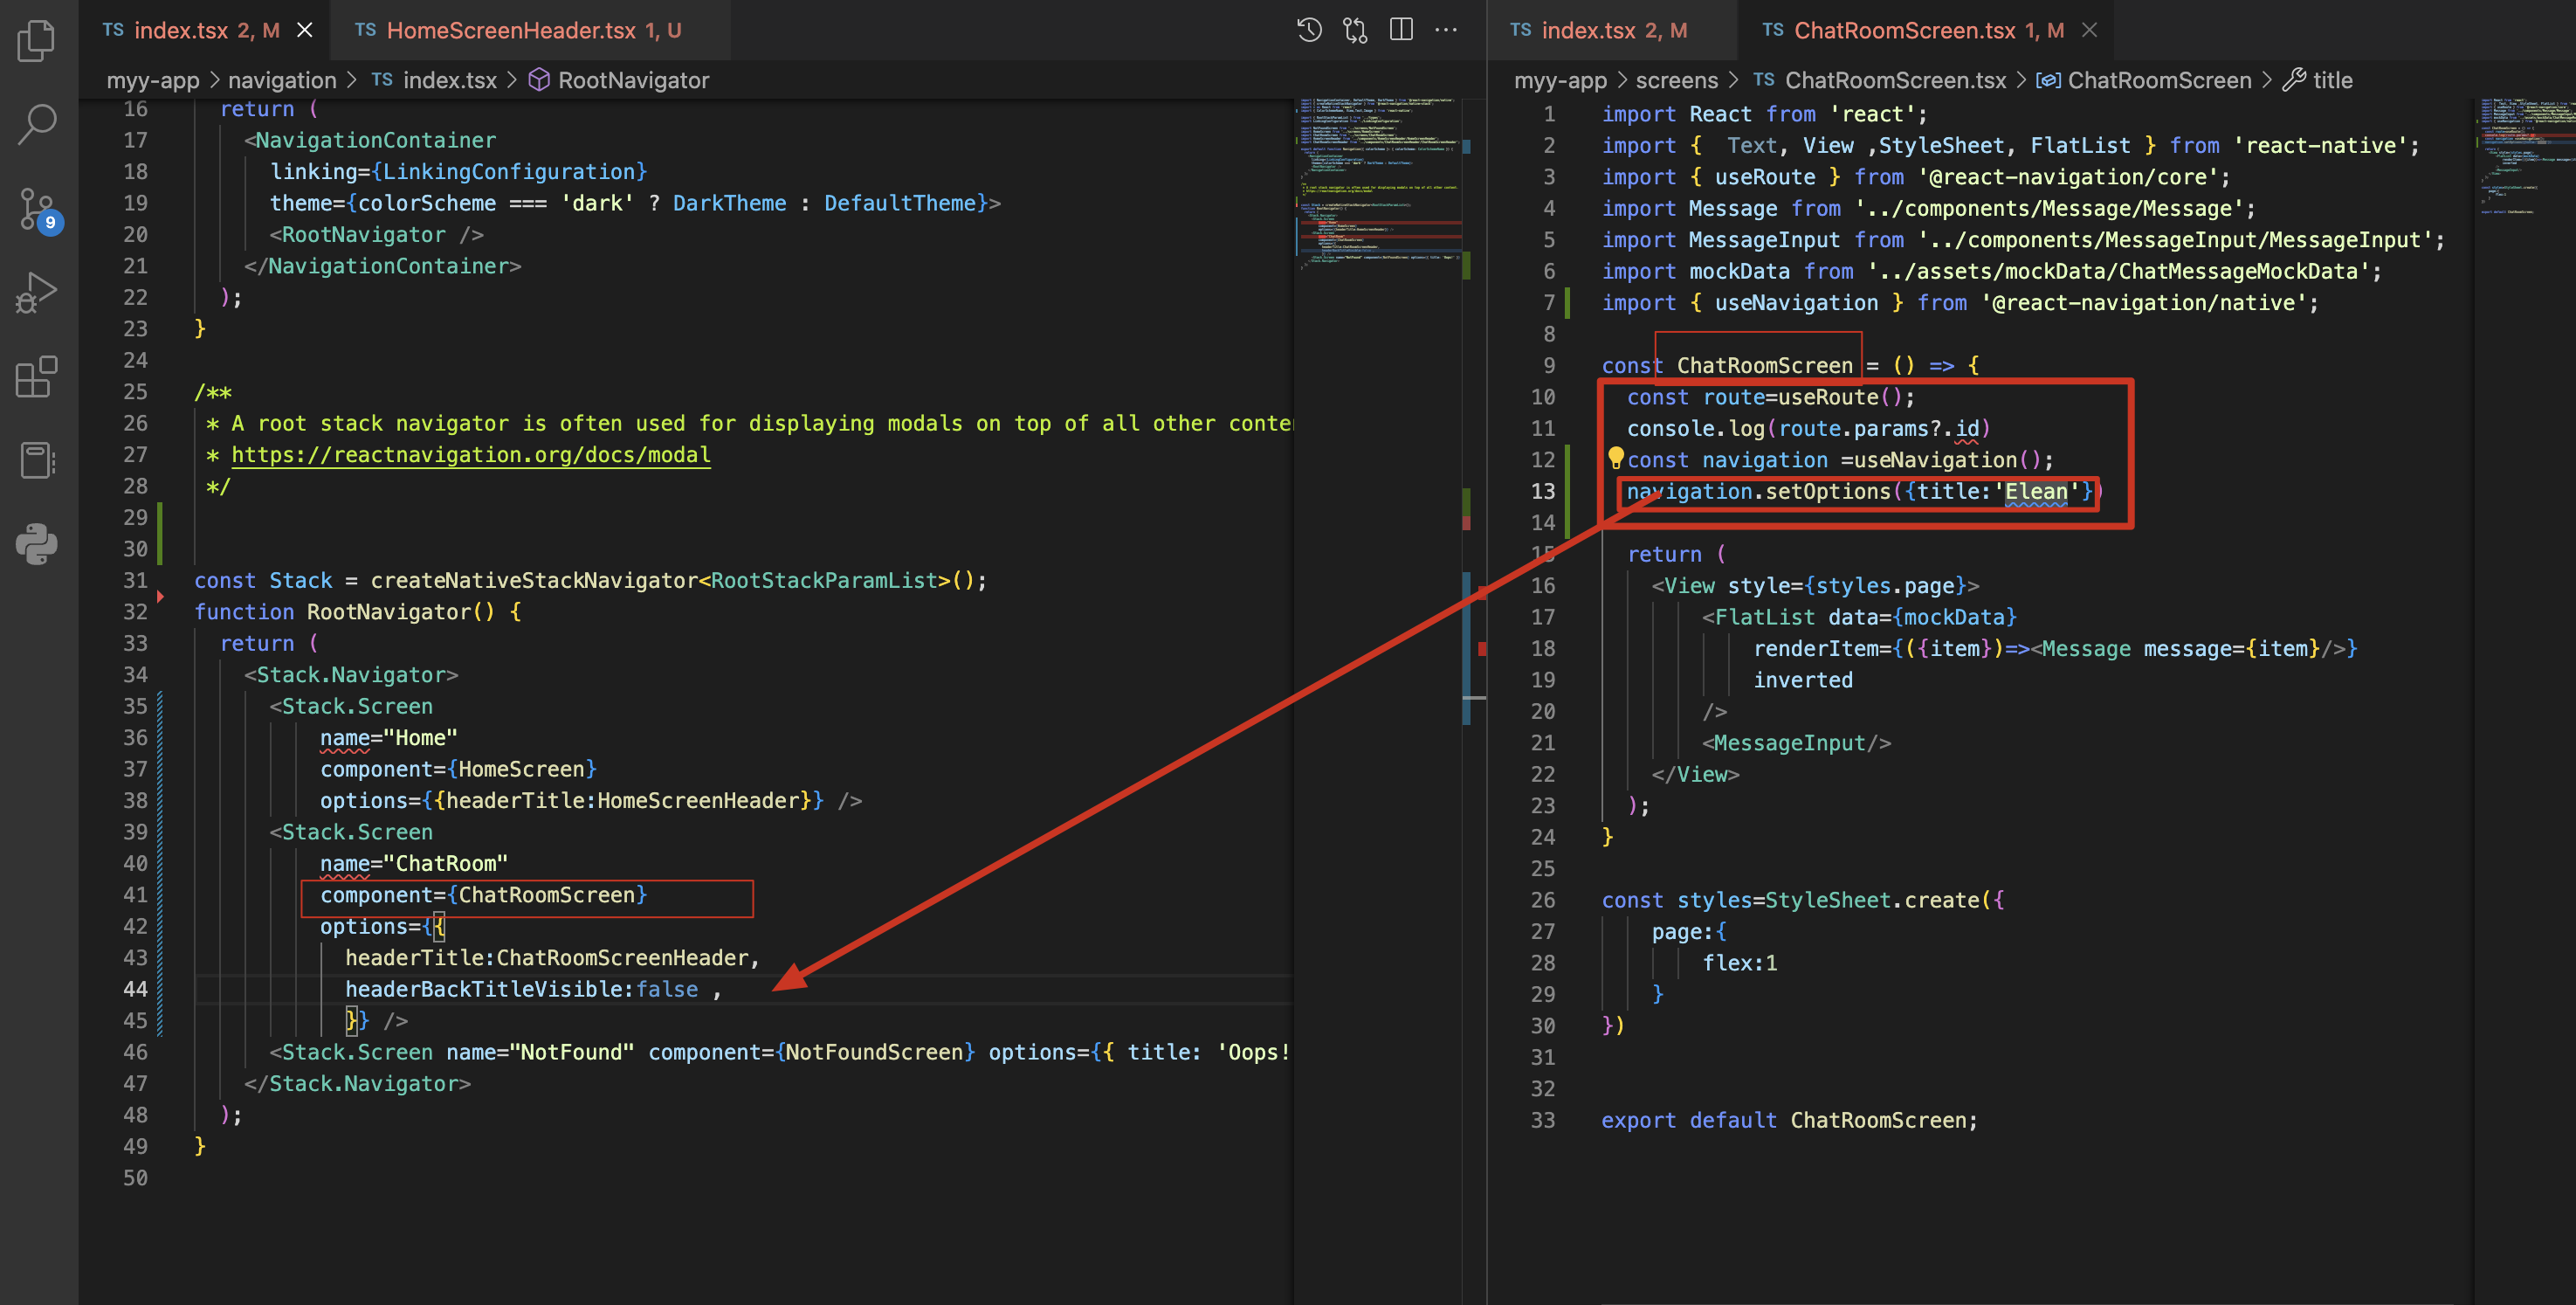 TS index.tsx 2, M
TS HomeScreenHeader.tsx 1, U
myy-app > navigation > TS index.tsx > RootNavigator
9
16 return (
17 <NavigationContainer
18 linking={LinkingConfiguration}
19 theme={colorScheme === 'dark' ? DarkTheme : DefaultTheme}>
20 <RootNavigator />
21 </NavigationContainer>
22 );
23 }
24
25 /**
26 * A root stack navigator is often used for displaying modals on top of all other conte
27 * https://reactnavigation.org/docs/modal
28 */
29
30
31 const Stack = createNativeStackNavigator<RootStackParamList>();
32 function RootNavigator() {
33 return (
34 <Stack.Navigator>
35 <Stack.Screen
36 name="Home"
37 component={HomeScreen}
38 options={{headerTitle:HomeScreenHeader}} />
39 <Stack.Screen
40 name="ChatRoom"
41 component={ChatRoomScreen}
42 options={{
43 headerTitle:ChatRoomScreenHeader,
44 headerBackTitleVisible:false ,
45 }} />
46 <Stack.Screen name="NotFound" component={NotFoundScreen} options={{ title: 'Oops!
47 </Stack.Navigator>
48 );
49 }
50
TS index.tsx 2, M
TS ChatRoomScreen.tsx 1, M
myy-app > screens > TS ChatRoomScreen.tsx > ChatRoomScreen > title
1 import React from 'react';
2 import {  Text, View ,StyleSheet, FlatList } from 'react-native';
3 import { useRoute } from '@react-navigation/core';
4 import Message from '../components/Message/Message';
5 import MessageInput from '../components/MessageInput/MessageInput';
6 import mockData from '../assets/mockData/ChatMessageMockData';
7 import { useNavigation } from '@react-navigation/native';
8
9 const ChatRoomScreen = () => {
10 const route=useRoute();
11 console.log(route.params?.id)
12 const navigation =useNavigation();
13 navigation.setOptions({title:'Elean'})
14
15 return (
16 <View style={styles.page}>
17 <FlatList data={mockData}
18 renderItem={({item})=><Message message={item}/>}
19 inverted
20 />
21 <MessageInput/>
22 </View>
23 );
24 }
25
26 const styles=StyleSheet.create({
27 page:{
28 flex:1
29 }
30 })
31
32
33 export default ChatRoomScreen;